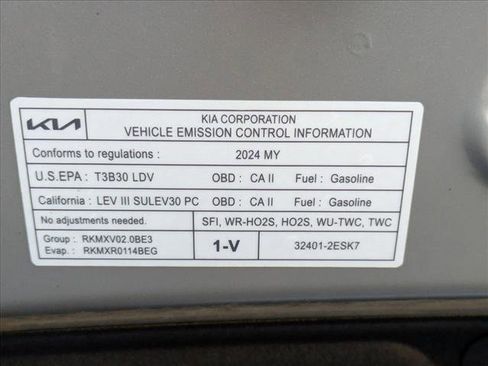 KIA
KIA CORPORATION
VEHICLE EMISSION CONTROL INFORMATION
Conforms to regulations : 2024 MY
U.S.EPA : T3B30 LDV OBD : CA II Fuel : Gasoline
California : LEV III SULEV30 PC OBD : CA II Fuel : Gasoline
No adjustments needed. SFI, WR-HO2S, HO2S, WU-TWC, TWC
Group : RKMXV02.0BE3
Evap. : RKMXR0114BEG
1-V
32401-2ESK7